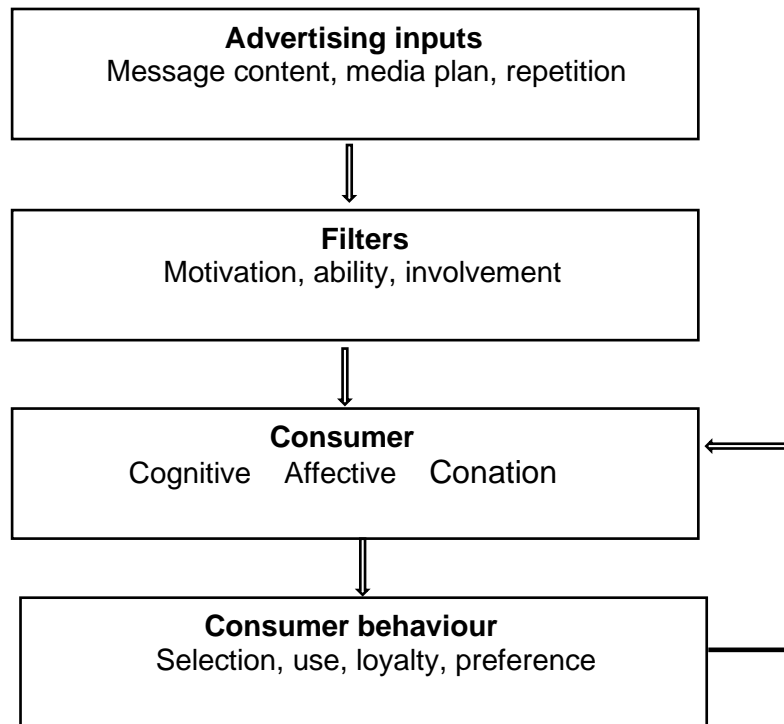 Advertising inputs
Message content, media plan, repetition
Filters
Motivation, ability, involvement
Consumer
Cognitive Affective Conation
Consumer behaviour
Selection, use, loyalty, preference